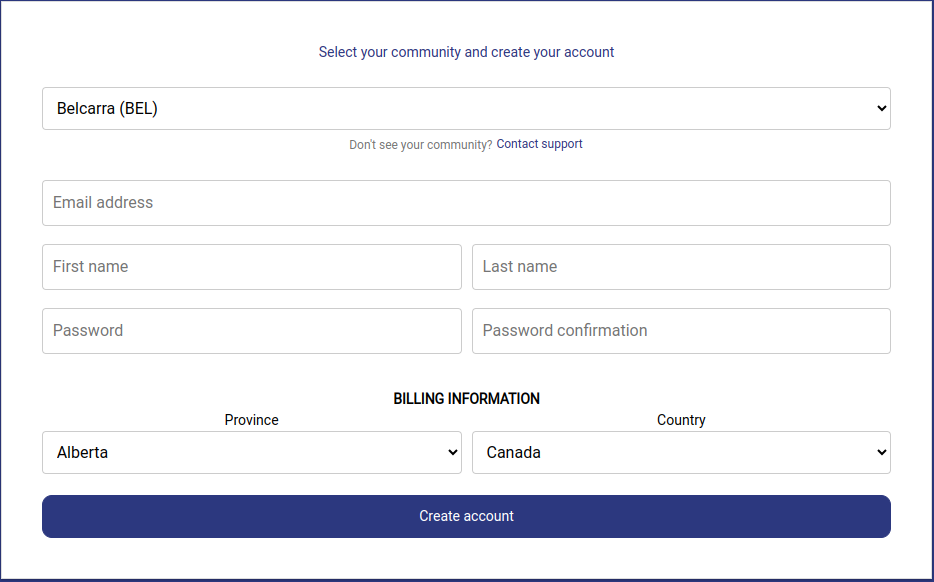 Select your community and create your account
Belcarra (BEL)
Don't see your community? Contact support
Email address
First name Last name
Password Password confirmation
BILLING INFORMATION
Province Country
Alberta Canada
Create account